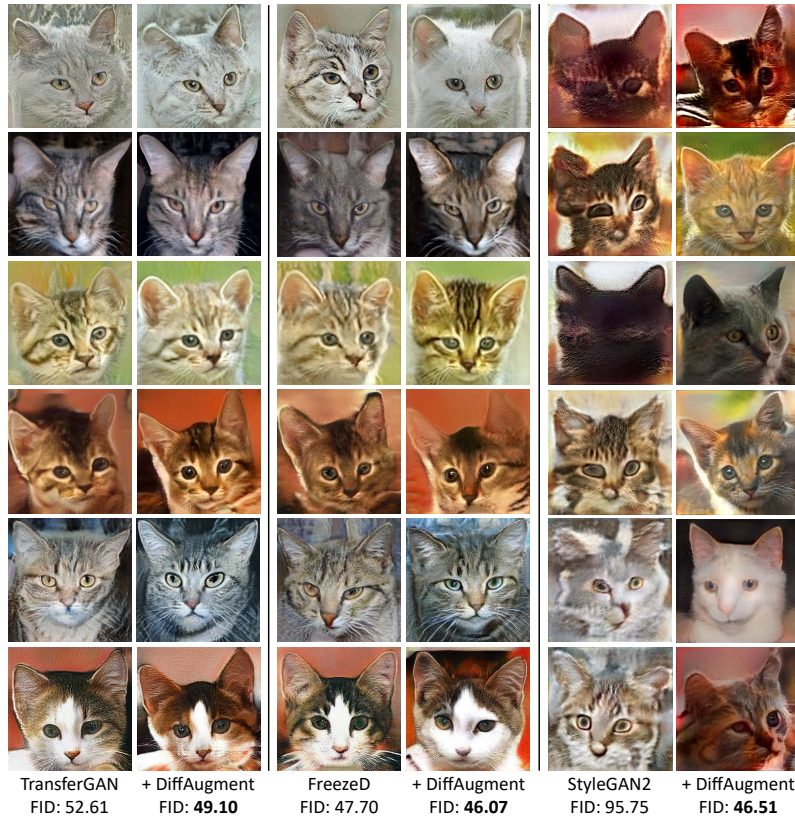 TransferGAN + DiffAugment FreezeD + DiffAugment StyleGAN2 + DiffAugment
FID: 52.61 FID: 49.10 FID: 47.70 FID: 46.07 FID: 95.75 FID: 46.51